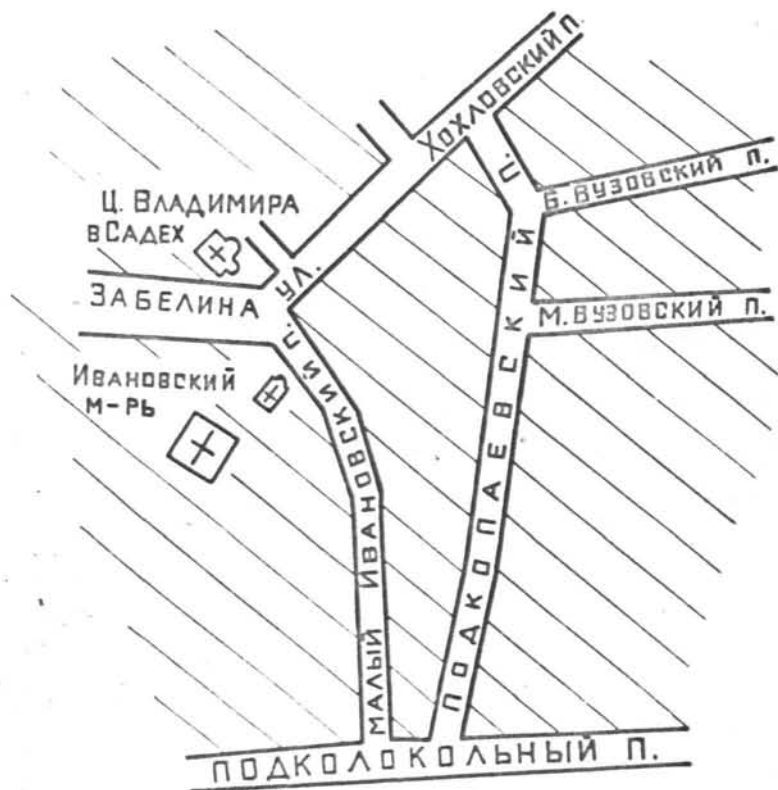 Хохловский п.
Б. Вузовский п.
Ц. Владимира
в Садех
Забелина ул.
М. Вузовский п.
Ивановский
м-рь
Малый Ивановский п.
Подкопаевский п.
Подколокольный п.